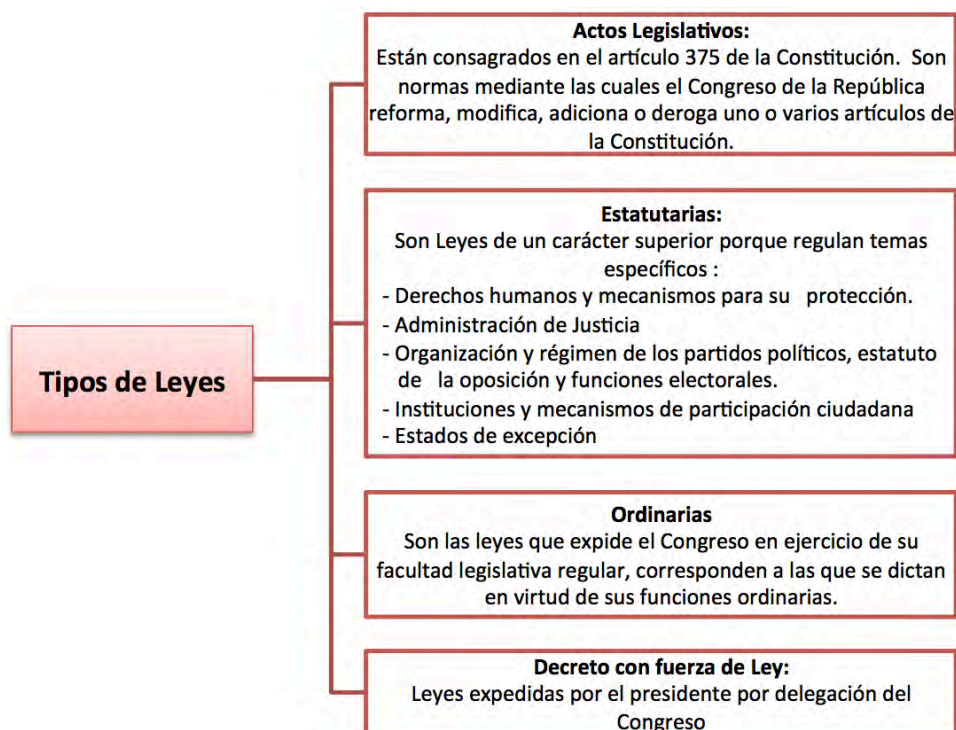 Tipos de Leyes
Actos Legislativos:
Están consagrados en el artículo 375 de la Constitución. Son
normas mediante las cuales el Congreso de la República
reforma, modifica, adiciona o deroga uno o varios artículos de
la Constitución.
Estatutarias:
Son Leyes de un carácter superior porque regulan temas
específicos :
- Derechos humanos y mecanismos para su protección.
- Administración de Justicia
- Organización y régimen de los partidos políticos, estatuto
de la oposición y funciones electorales.
- Instituciones y mecanismos de participación ciudadana
- Estados de excepción
Ordinarias
Son las leyes que expide el Congreso en ejercicio de su
facultad legislativa regular, corresponden a las que se dictan
en virtud de sus funciones ordinarias.
Decreto con fuerza de Ley:
Leyes expedidas por el presidente por delegación del
Congreso